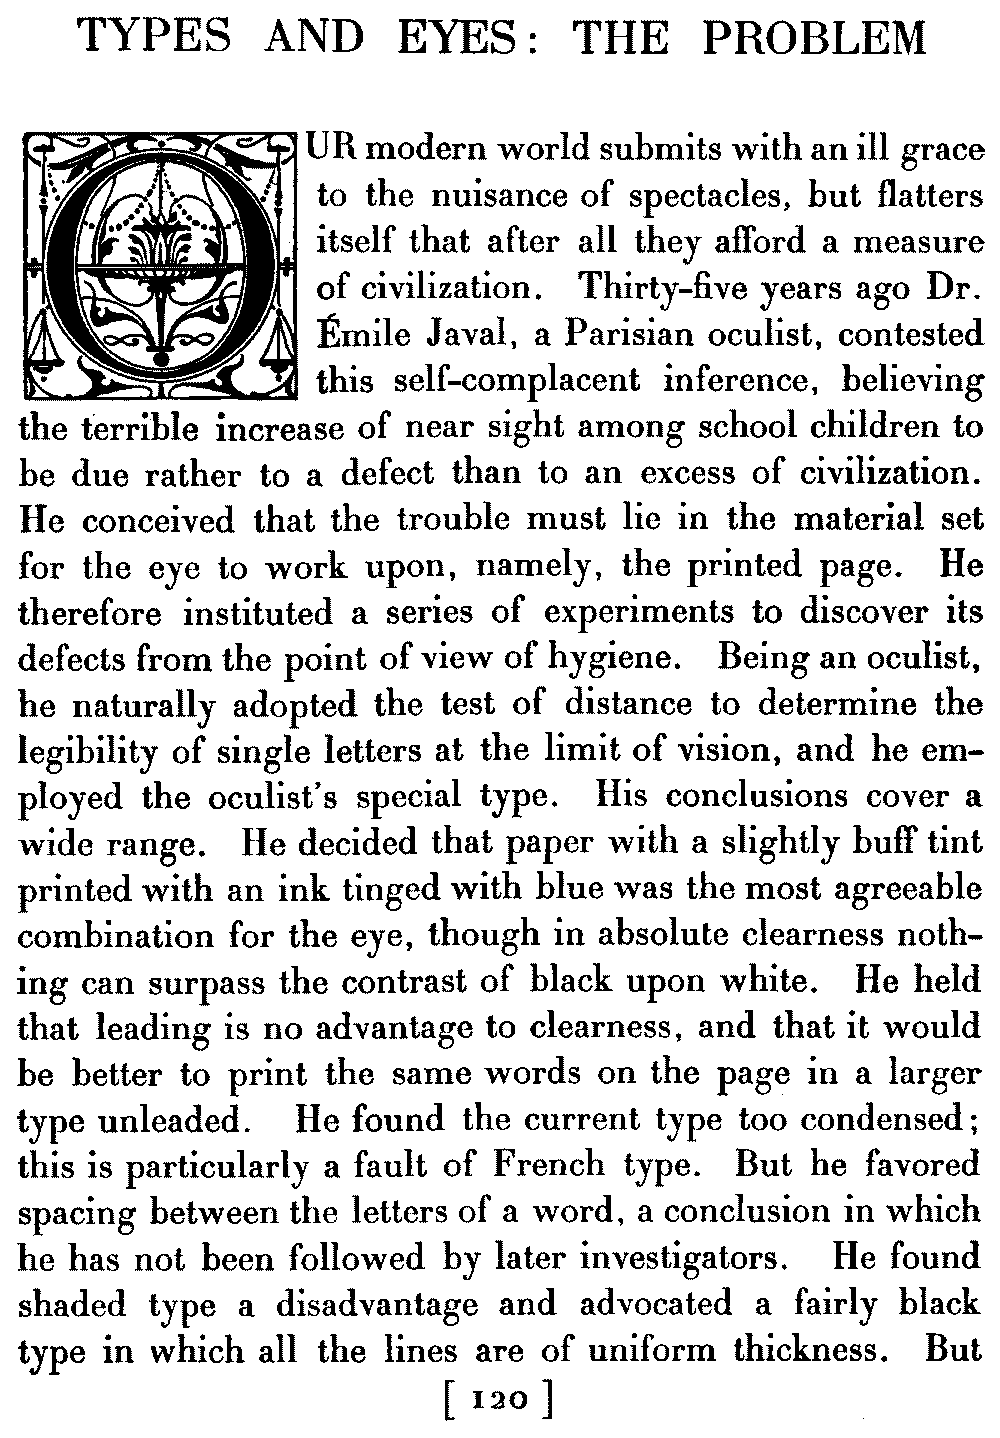 TYPES AND EYES: THE PROBLEM
OUR modern world submits with an ill grace
to the nuisance of spectacles, but flatters
itself that after all they afford a measure
of civilization. Thirty-five years ago Dr.
Émile Javal, a Parisian oculist, contested
this self-complacent inference, believing
the terrible increase of near sight among school children to
be due rather to a defect than to an excess of civilization.
He conceived that the trouble must lie in the material set
for the eye to work upon, namely, the printed page. He
therefore instituted a series of experiments to discover its
defects from the point of view of hygiene. Being an oculist,
he naturally adopted the test of distance to determine the
legibility of single letters at the limit of vision, and he em-
ployed the oculist's special type. His conclusions cover a
wide range. He decided that paper with a slightly buff tint
printed with an ink tinged with blue was the most agreeable
combination for the eye, though in absolute clearness noth-
ing can surpass the contrast of black upon white. He held
that leading is no advantage to clearness, and that it would
be better to print the same words on the page in a larger
type unleaded. He found the current type too condensed;
this is particularly a fault of French type. But he favored
spacing between the letters of a word, a conclusion in which
he has not been followed by later investigators. He found
shaded type a disadvantage and advocated a fairly black
type in which all the lines are of uniform thickness. But
[ 120 ]